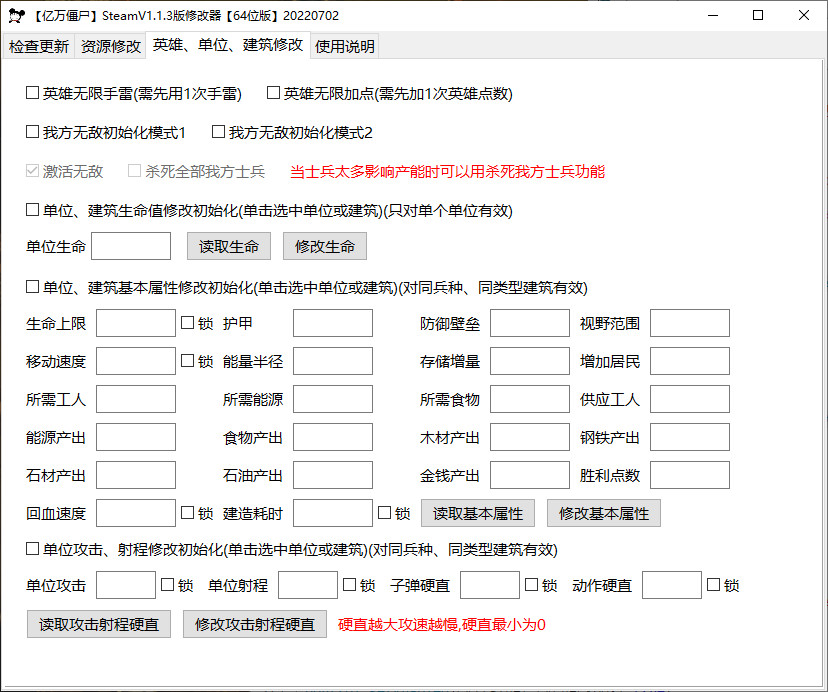 【亿万僵尸】SteamV1.1.3版修改器【64位版】20220702
检查更新 资源修改 英雄、单位、建筑修改 使用说明
英雄无限手雷(需先用1次手雷) 英雄无限加点(需先加1次英雄点数)
我方无敌初始化模式1 我方无敌初始化模式2
激活无敌 杀死全部我方士兵 当士兵太多影响产能时可以用杀死我方士兵功能
单位、建筑生命值修改初始化(单击选中单位或建筑)(只对单个单位有效)
单位生命 读取生命 修改生命
单位、建筑基本属性修改初始化(单击选中单位或建筑)(对同兵种、同类型建筑有效)
生命上限 锁 护甲 防御壁垒 视野范围
移动速度 锁 能量半径 存储增量 增加居民
所需工人 所需能源 所需食物 供应工人
能源产出 食物产出 木材产出 钢铁产出
石材产出 石油产出 金钱产出 胜利点数
回血速度 锁 建造耗时 锁 读取基本属性 修改基本属性
单位攻击、射程修改初始化(单击选中单位或建筑)(对同兵种、同类型建筑有效)
单位攻击 锁 单位射程 锁 子弹硬直 锁 动作硬直 锁
读取攻击射程硬直 修改攻击射程硬直 硬直越大攻速越慢,硬直最小为0